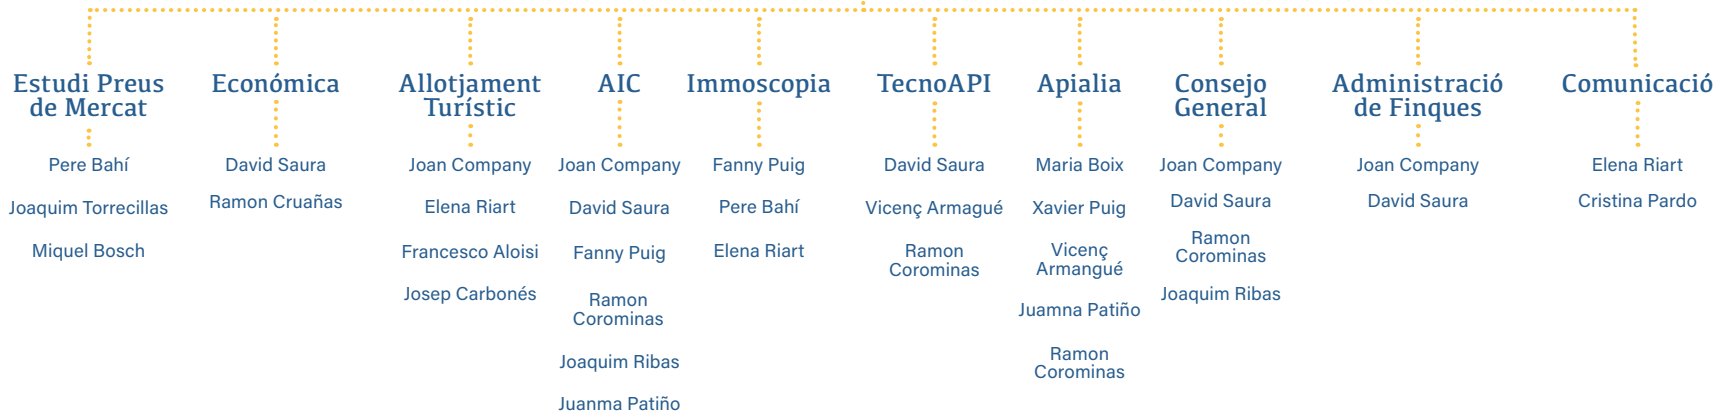 Estudi Preus
de Mercat
Pere Bahí
Joaquim Torrecillas
Miquel Bosch
Económica
David Saura
Ramon Cruañas
Allotjament
Turístic
Joan Company
Elena Riart
Francesco Aloisi
Josep Carbonés
AIC
Joan Company
David Saura
Fanny Puig
Ramon
Corominas
Joaquim Ribas
Juanma Patiño
Immoscopia
Fanny Puig
Pere Bahí
Elena Riart
TecnoAPI
David Saura
Vicenç Armagué
Ramon
Corominas
Apialia
Maria Boix
Xavier Puig
Vicenç
Armangué
Juamna Patiño
Ramon
Corominas
Consejo
General
Joan Company
David Saura
Ramon
Corominas
Joaquim Ribas
Administració
de Finques
Joan Company
David Saura
Comunicació
Elena Riart
Cristina Pardo